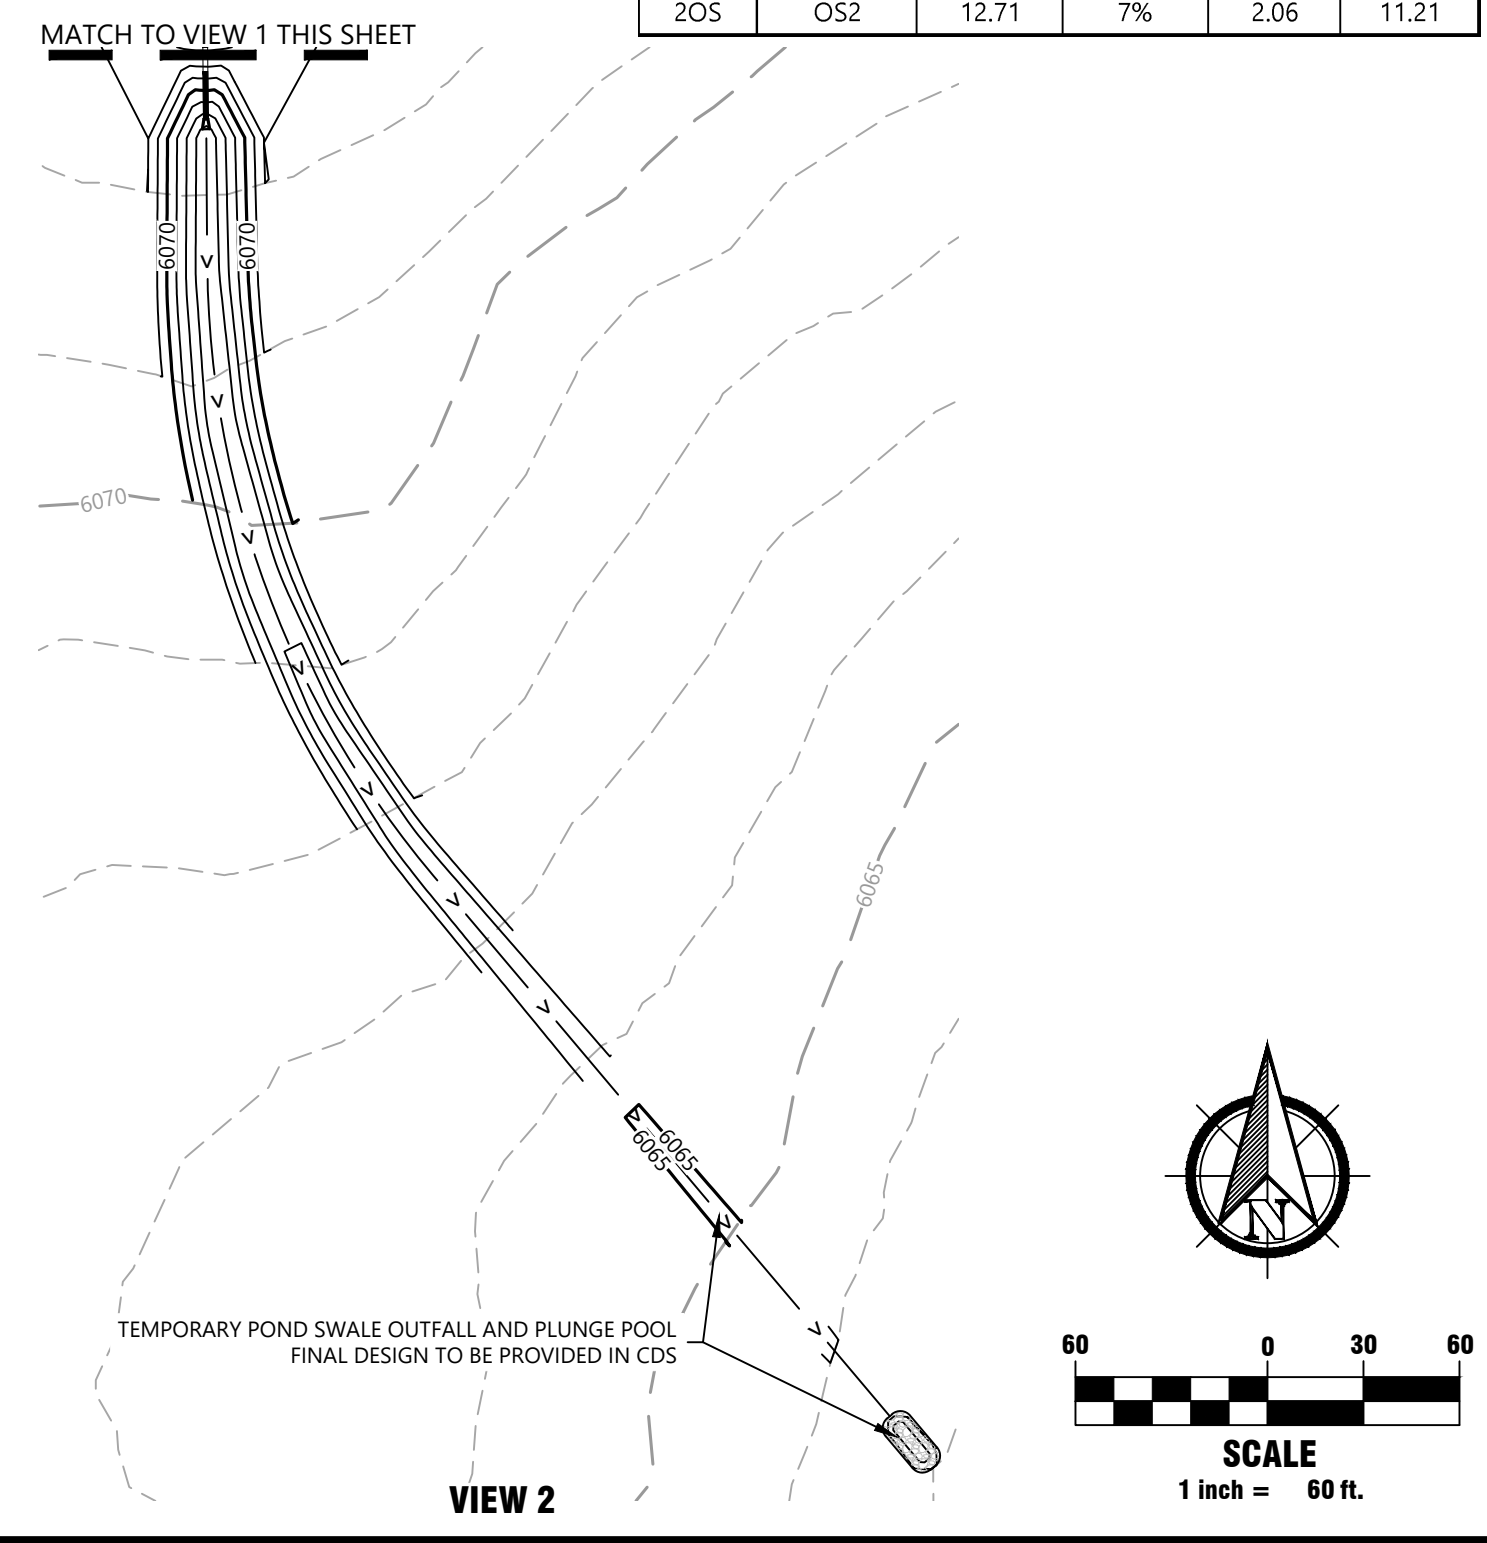 2OS OS2 12.71 7% 2.06 11.21
MATCH TO VIEW 1 THIS SHEET
6070
6070
6070
6065
6065
6065
TEMPORARY POND SWALE OUTFALL AND PLUNGE POOL
FINAL DESIGN TO BE PROVIDED IN CDS
N
60 0 30 60
SCALE
1 inch = 60 ft.
VIEW 2